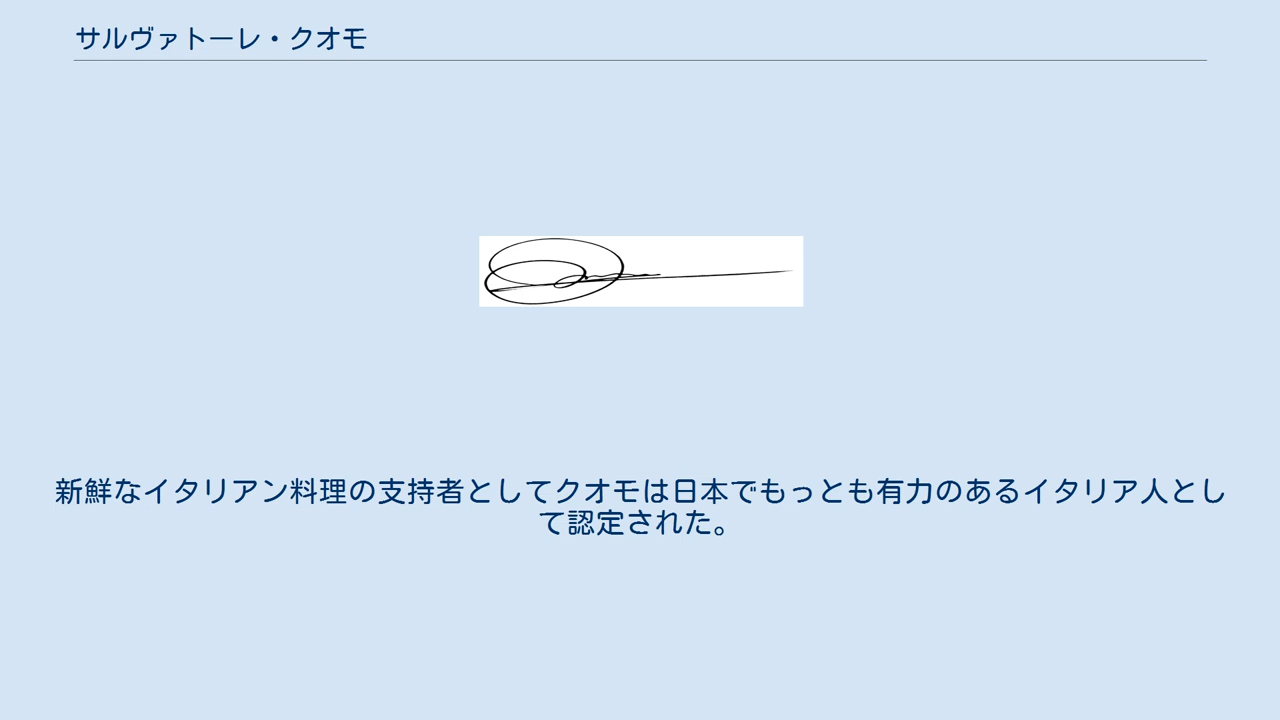 サルヴァトーレ・クオモ
新鮮なイタリアン料理の支持者としてクオモは日本でもっとも有力のあるイタリア人とし
て認定された。